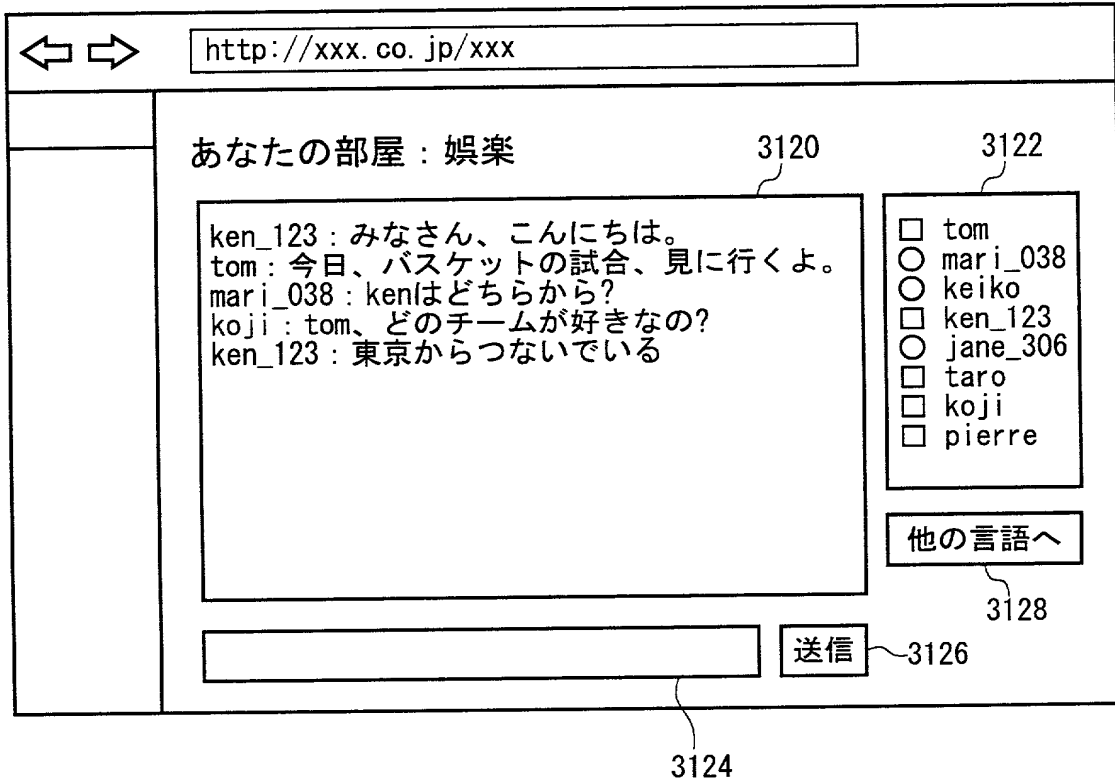 http://xxx.co.jp/xxx
あなたの部屋：娯楽
3120
3122
ken_123：みなさん、こんにちは。
tom：今日、バスケットの試合、見に行くよ。
mari_038：kenはどちらから?
koji：tom、どのチームが好きなの?
ken_123：東京からつないでいる
□ tom
○ mari_038
○ keiko
□ ken_123
○ jane_306
□ taro
□ koji
□ pierre
他の言語へ
3128
送信
3126
3124